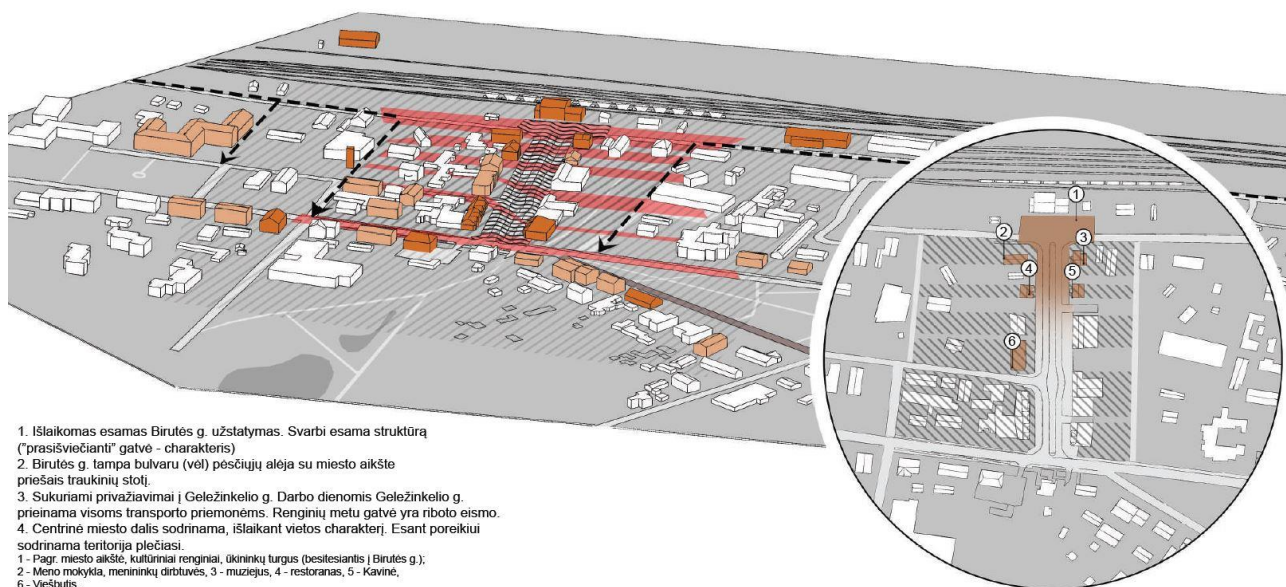 1
2
3
4
5
6
1. Išlaikomas esamas Birutės g. užstatymas. Svarbi esama struktūrą
("prasišviečianti" gatvė - charakteris)
2. Birutės g. tampa bulvaru (vėl) pėsčiųjų alėja su miesto aikšte
priešais traukinių stotį.
3. Sukuriami privažiavimai į Geležinkelio g. Darbo dienomis Geležinkelio g.
prieinama visoms transporto priemonėms. Renginių metu gatvė yra riboto eismo.
4. Centrinė miesto dalis sodrinama, išlaikant vietos charakterį. Esant poreikiui
sodrinama teritorija plečiasi.
1 - Pagr. miesto aikštė, kultūriniai renginiai, ūkininkų turgus (besitesiantis į Birutės g.);
2 - Meno mokykla, menininkų dirbtuvės, 3 - muziejus, 4 - restoranas, 5 - Kavinė,
6 - Viešbutis